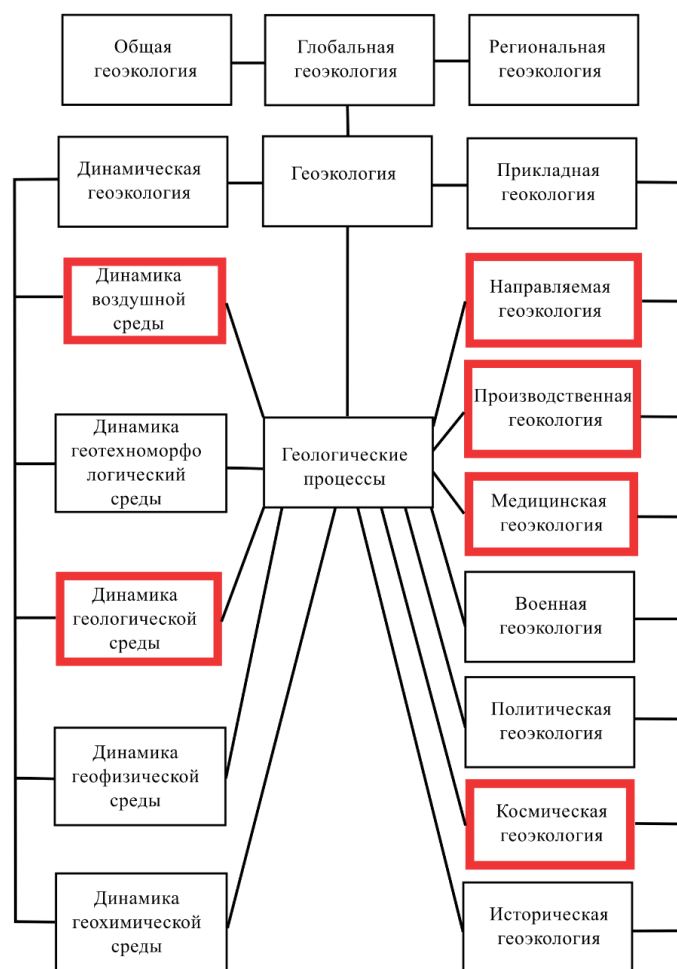 Общая
геоэкология
Глобальная
геоэкология
Региональная
геоэкология
Динамическая
геоэкология
Геоэкология
Прикладная
геокология
Динамика
воздушной
среды
Направляемая
геоэкология
Производственная
геокология
Динамика
геотехноморфо
логический
среды
Геологические
процессы
Медицинская
геоэкология
Динамика
геологической
среды
Военная
геоэкология
Политическая
геоэкология
Динамика
геофизической
среды
Космическая
геоэкология
Динамика
геохимической
среды
Историческая
геоэкология